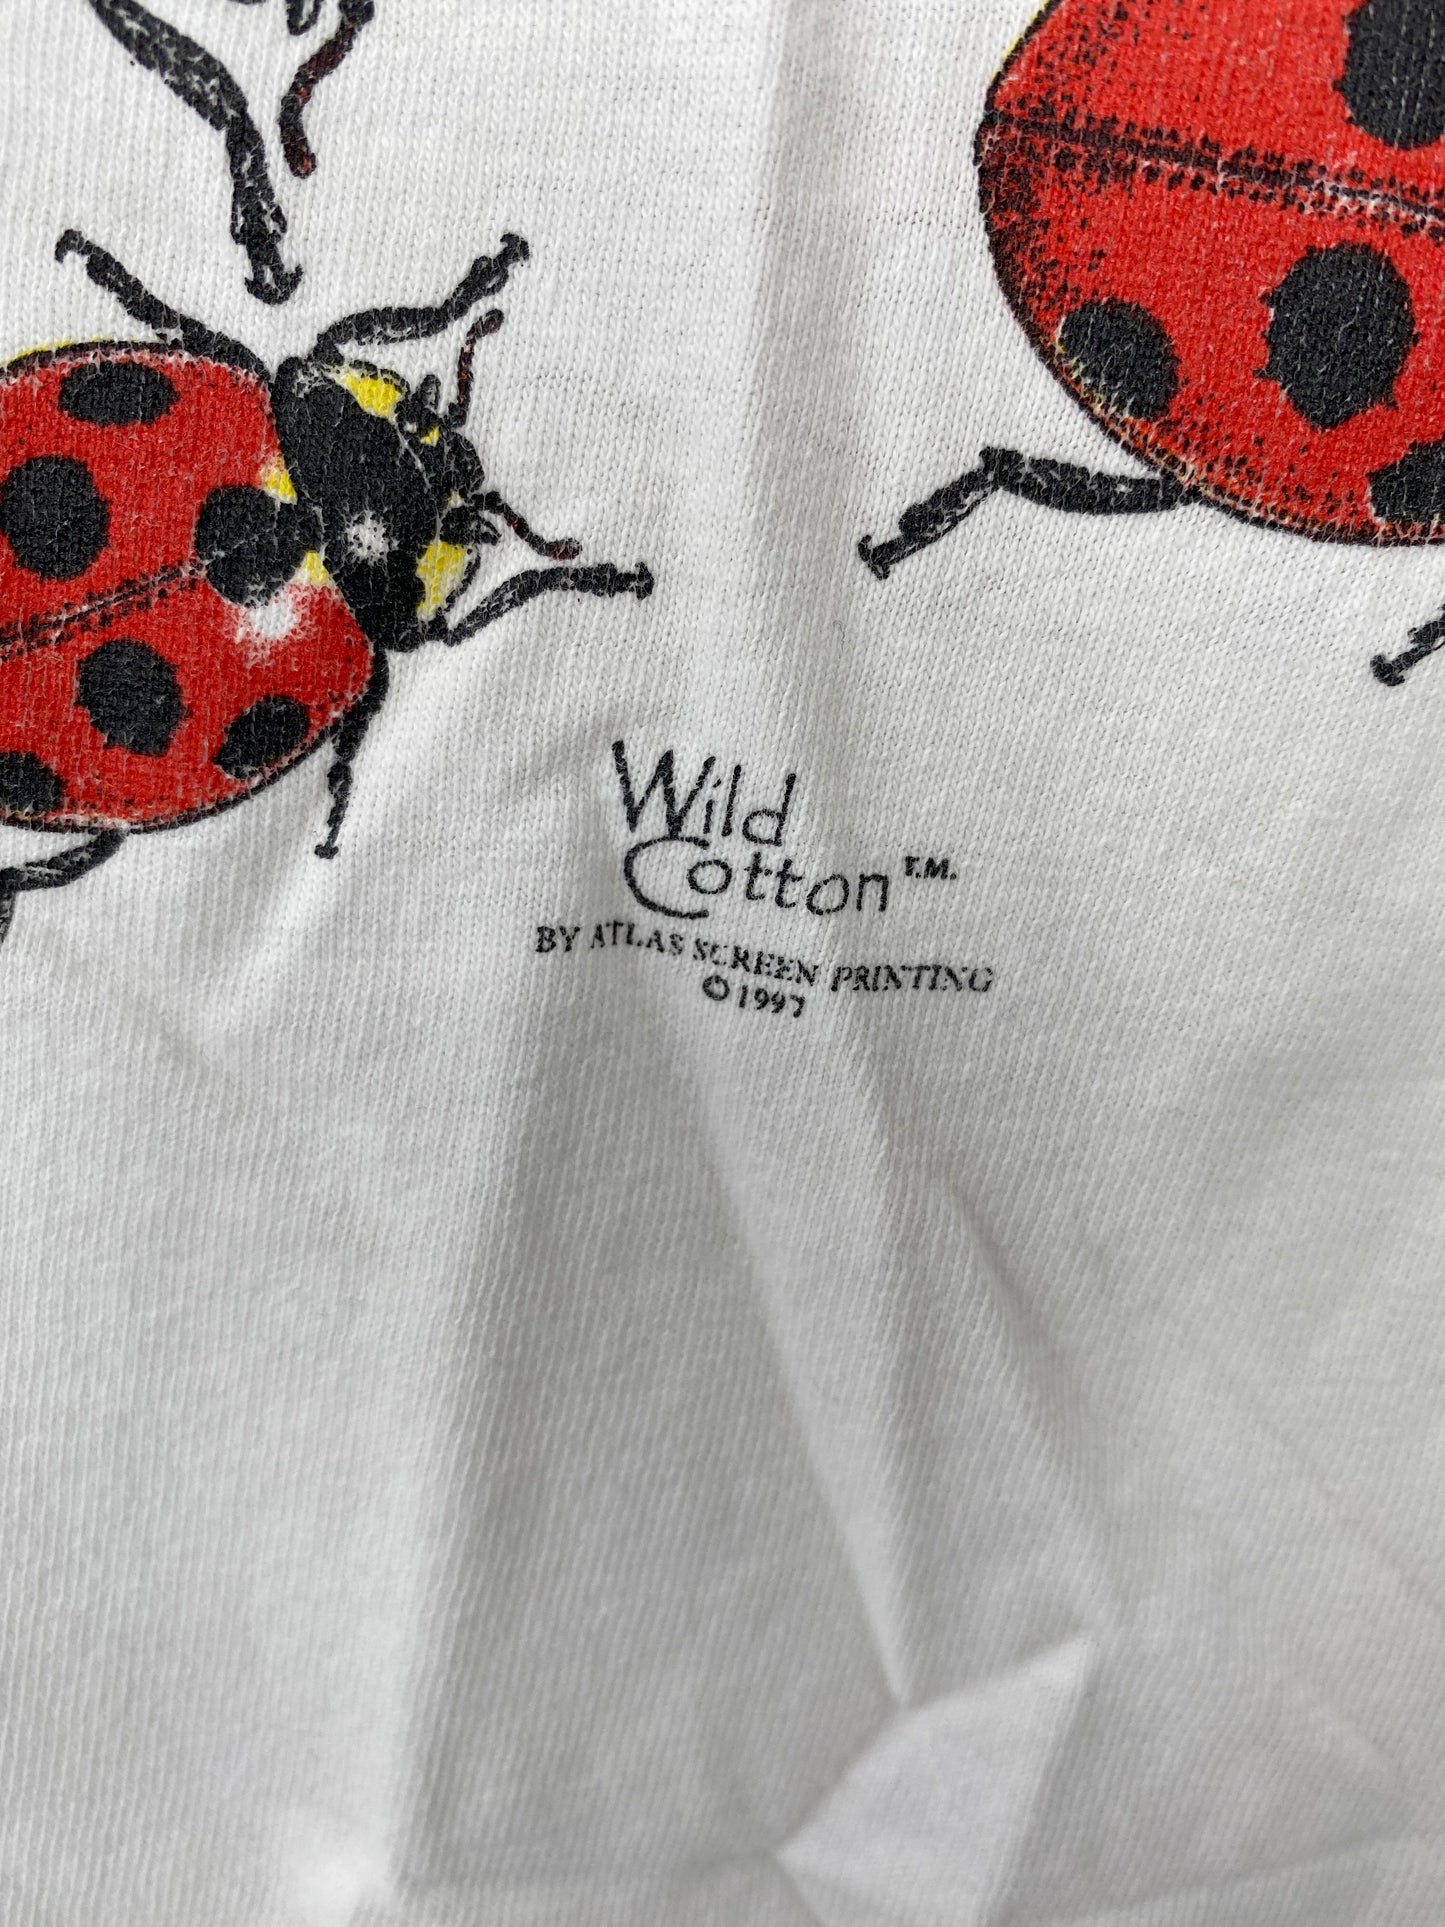 Wild
Cotton T.M.
BY ATLAS SCREEN PRINTING
© 1997